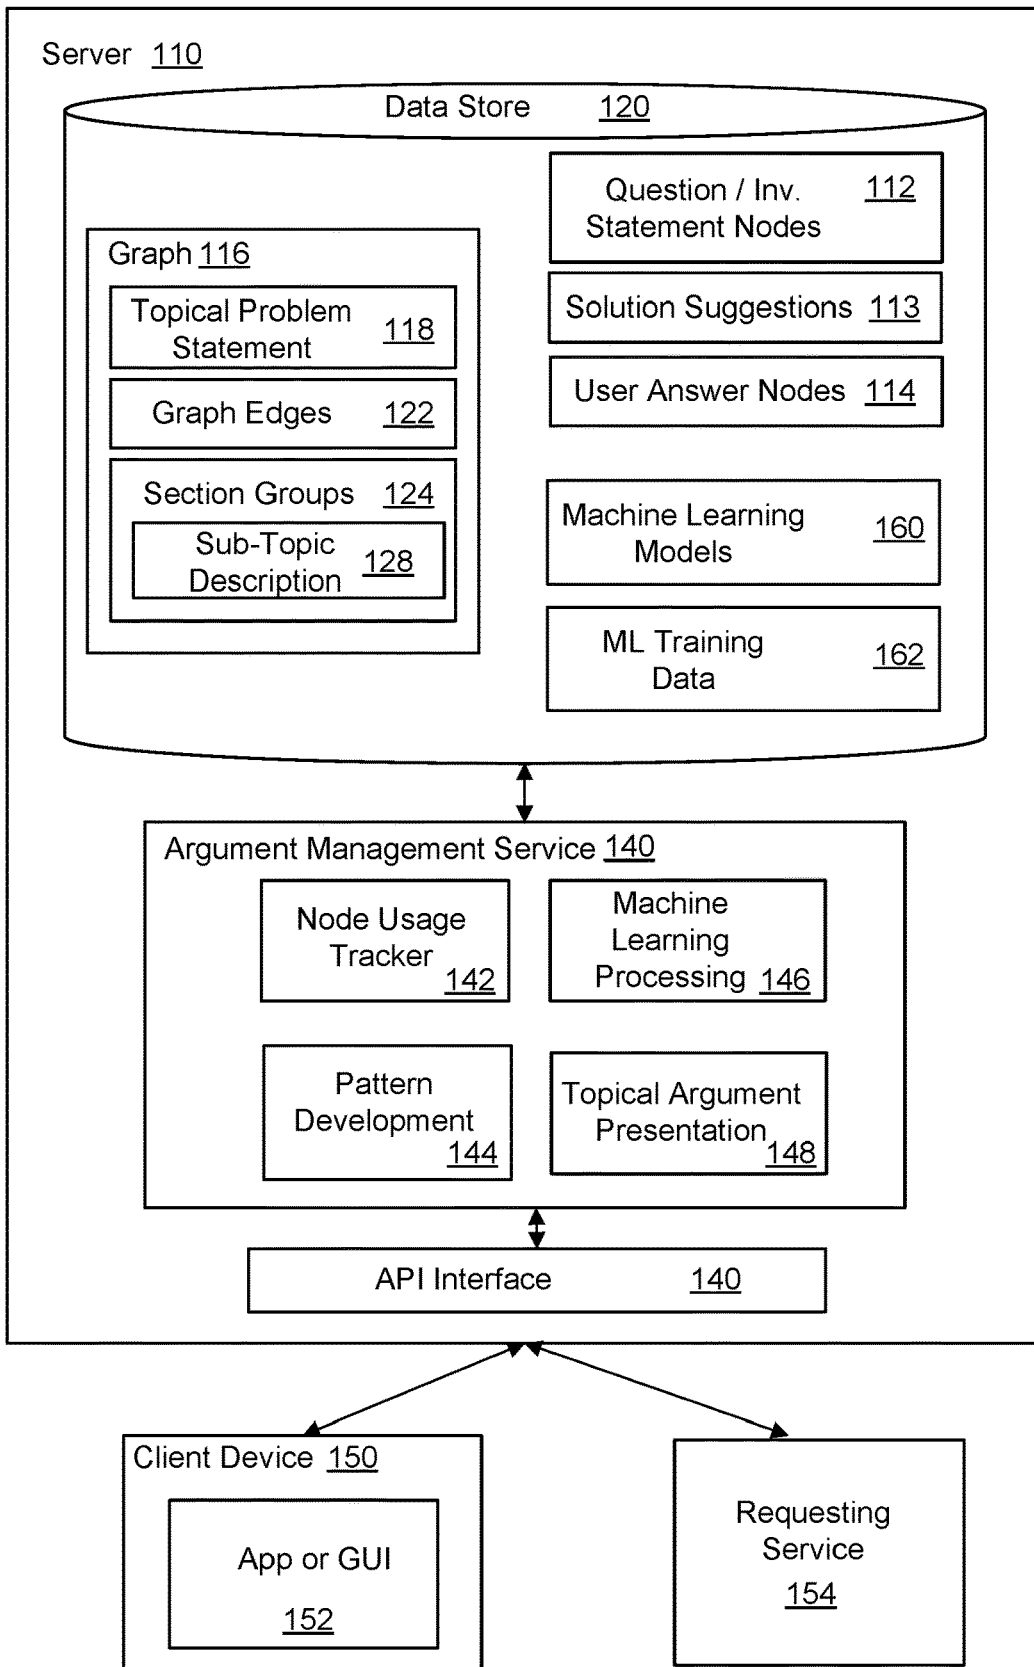 Server 110
Data Store 120
Question / Inv. 112
Statement Nodes
Graph 116
Topical Problem
Statement 118
Solution Suggestions 113
User Answer Nodes 114
Graph Edges 122
Section Groups 124
Sub-Topic
Description 128
Machine Learning
Models 160
ML Training
Data 162
Argument Management Service 140
Node Usage
Tracker
142
Machine
Learning
Processing 146
Pattern
Development
144
Topical Argument
Presentation
148
API Interface 140
Client Device 150
App or GUI
152
Requesting
Service
154